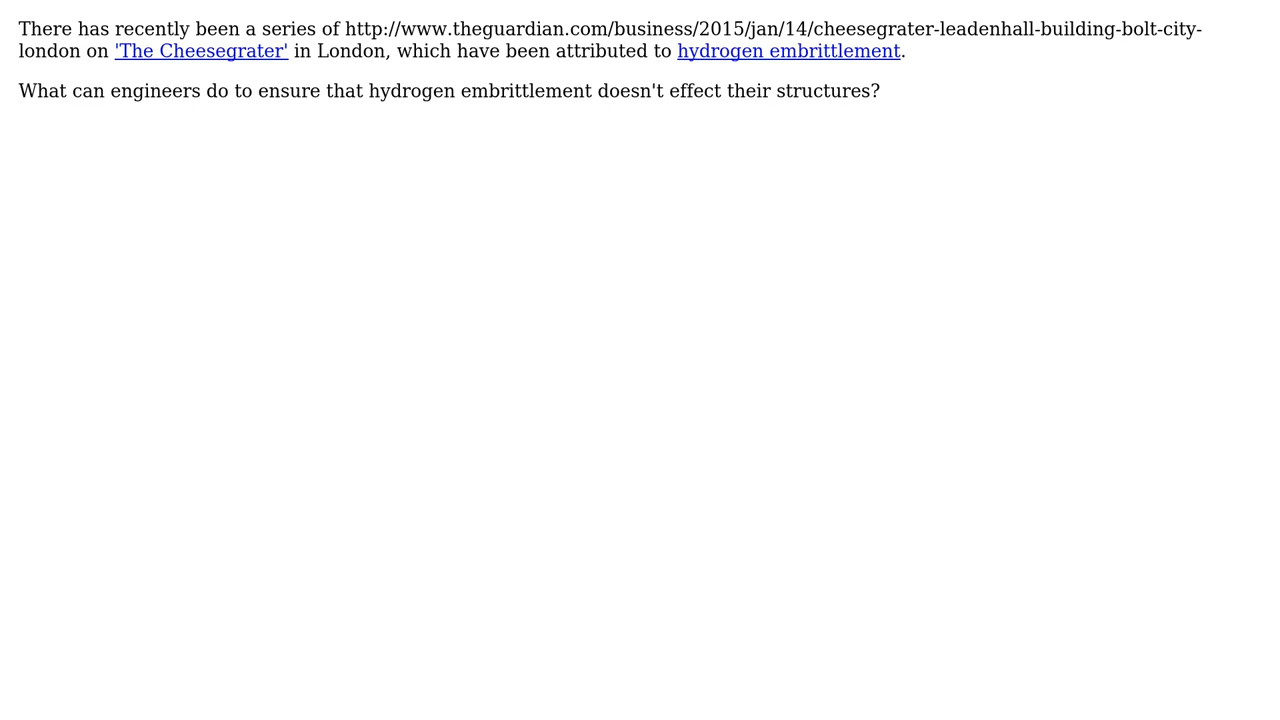 There has recently been a series of http://www.theguardian.com/business/2015/jan/14/cheesegrater-leadenhall-building-bolt-city-
london on 'The Cheesegrater' in London, which have been attributed to hydrogen embrittlement.
What can engineers do to ensure that hydrogen embrittlement doesn't effect their structures?